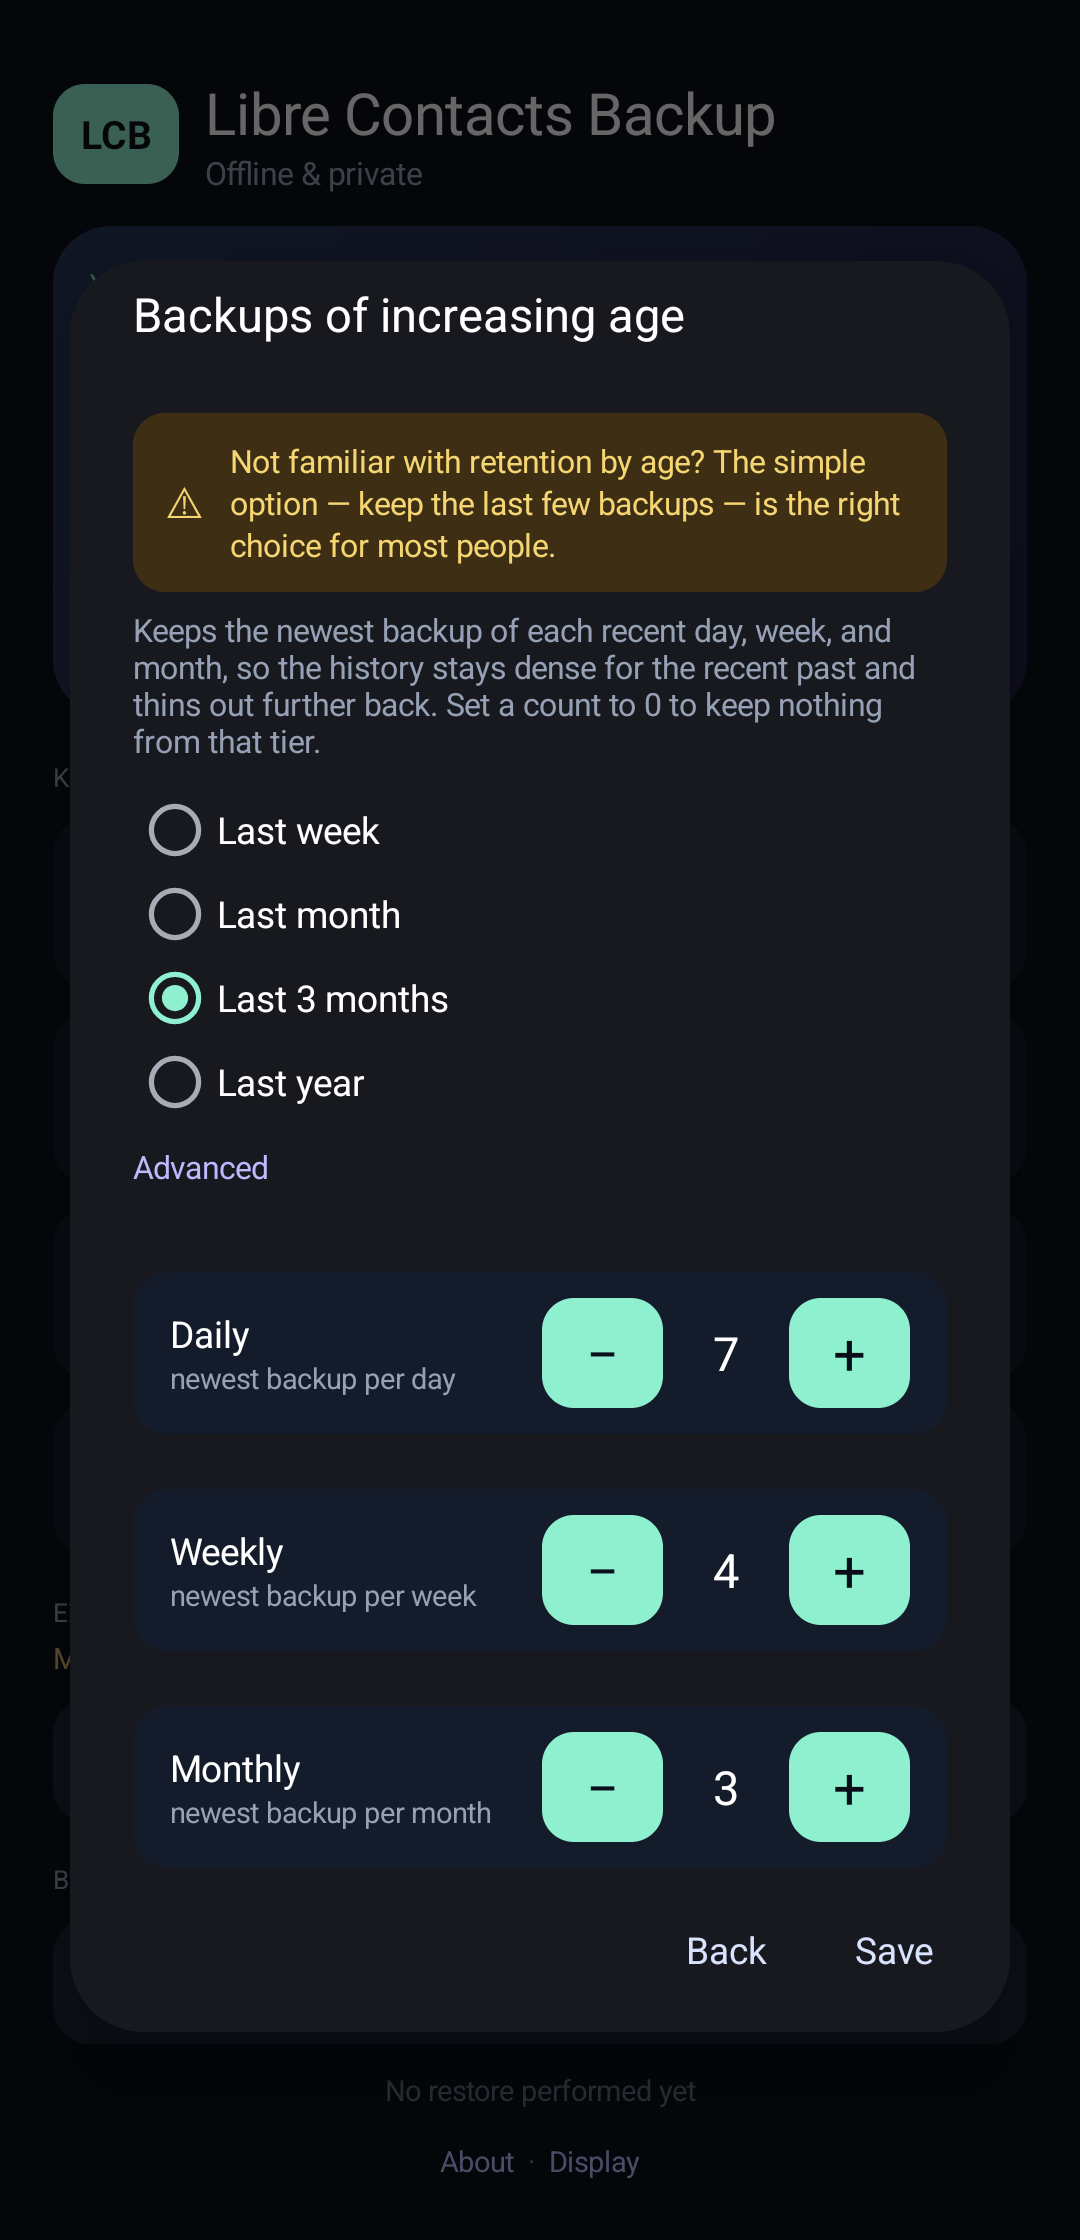 LCB
Libre Contacts Backup
Offline & private
Backups of increasing age
⚠
Not familiar with retention by age? The simple
option — keep the last few backups — is the right
choice for most people.
Keeps the newest backup of each recent day, week, and
month, so the history stays dense for the recent past and
thins out further back. Set a count to 0 to keep nothing
from that tier.
Last week
Last month
Last 3 months
Last year
Advanced
Daily
newest backup per day
− 7 +
Weekly
newest backup per week
− 4 +
Monthly
newest backup per month
− 3 +
Back Save
No restore performed yet
About · Display